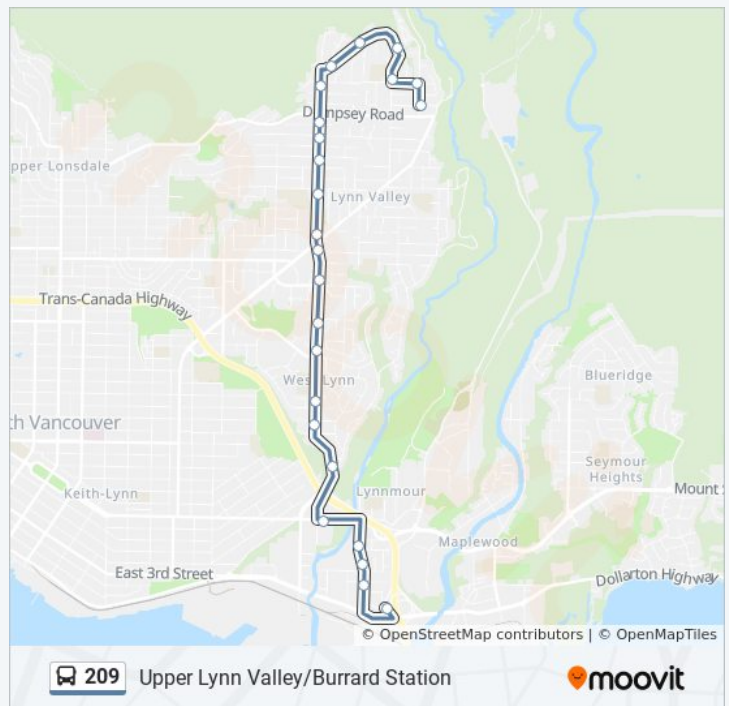 Dempsey Road
pper Lonsdale
Lynn Valley
Trans-Canada Highway
West Lynn
Blueridge
th Vancouver
Seymour
Heights
Keith-Lynn
Lynnmour
Mount S
Maplewood
East 3rd Street
Dollarton Highway
© OpenStreetMap contributors | © OpenMapTiles
209 Upper Lynn Valley/Burrard Station
moovit